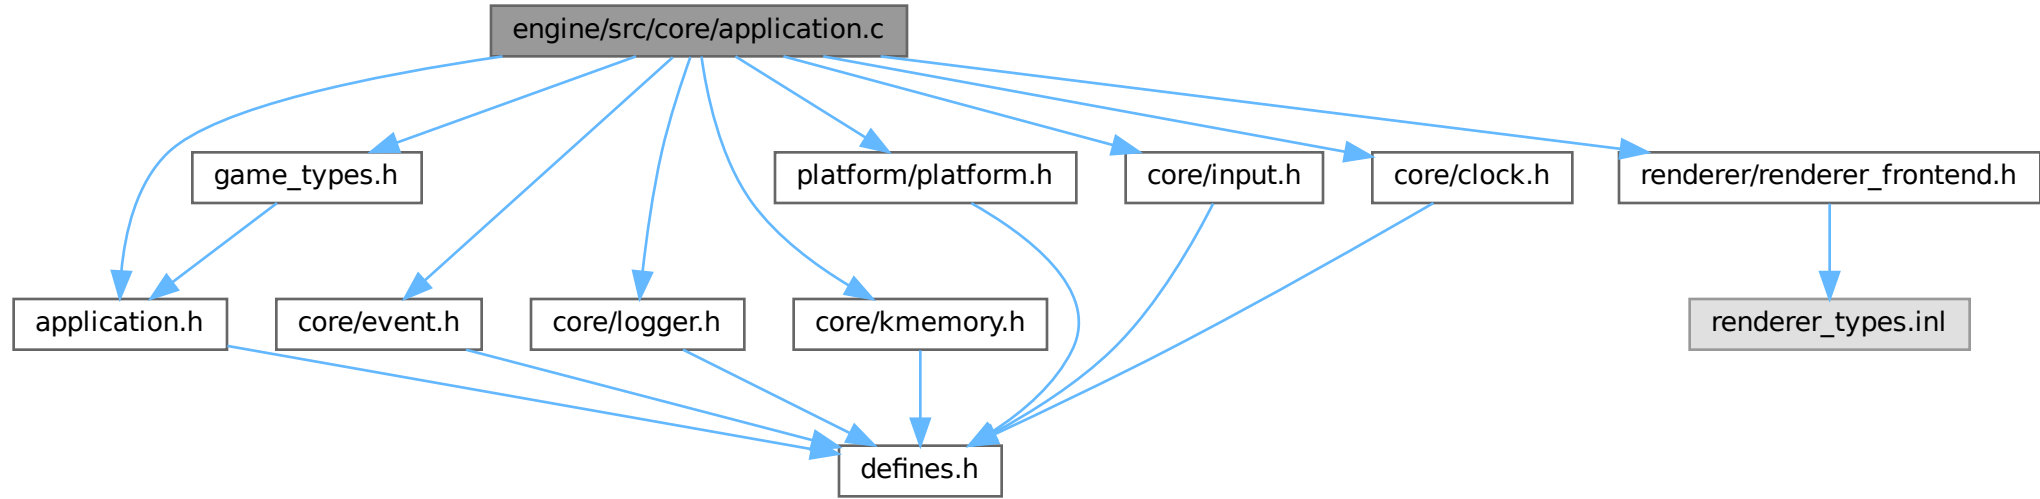 engine/src/core/application.c
game_types.h
platform/platform.h
core/input.h
core/clock.h
renderer/renderer_frontend.h
application.h
core/event.h
core/logger.h
core/kmemory.h
renderer_types.inl
defines.h